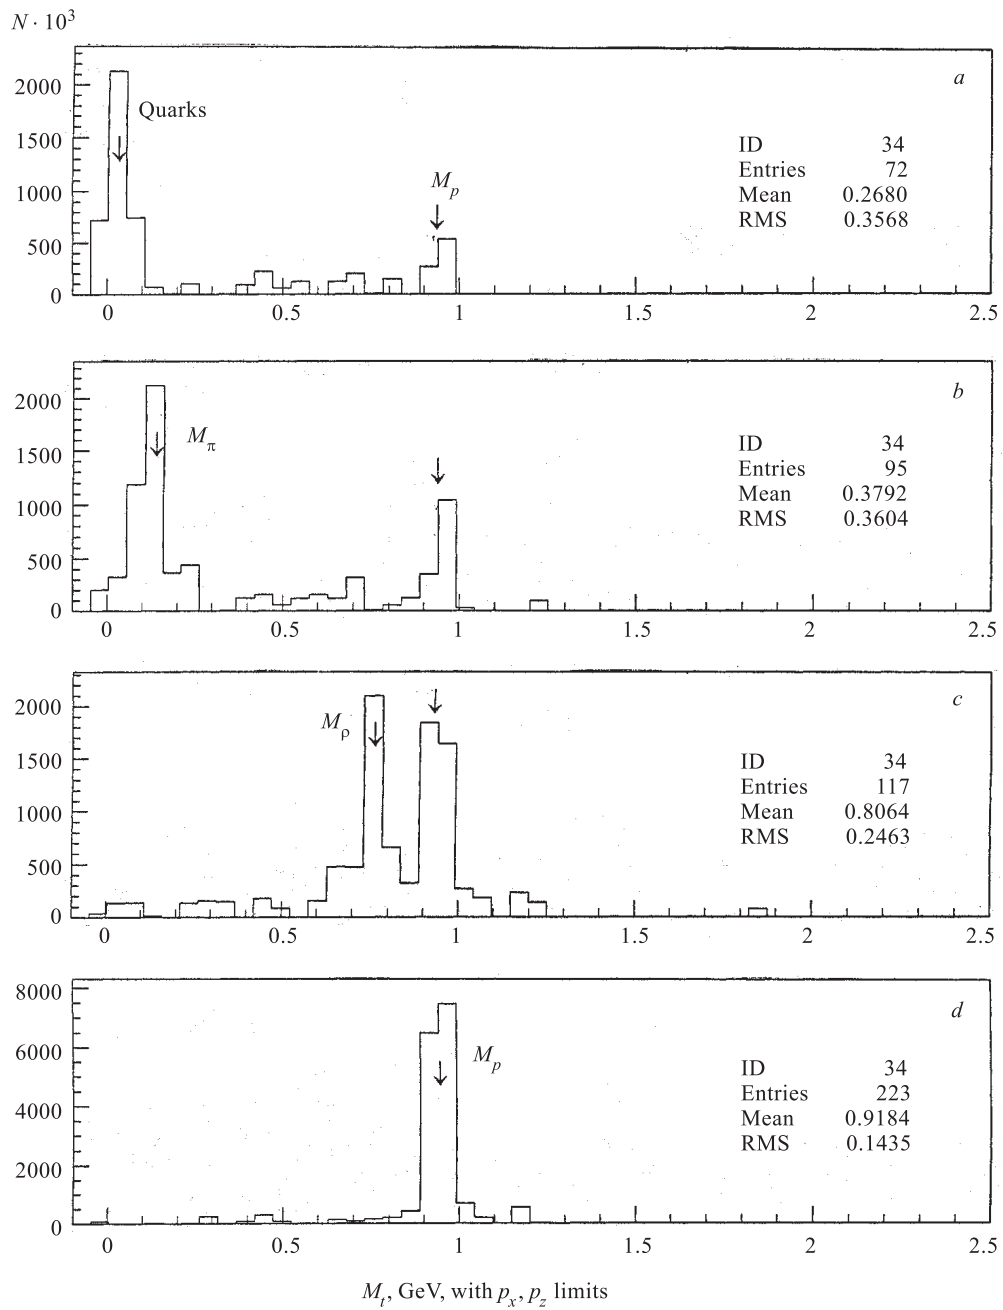 N · 10³
2000
1500
1000
500
0
Quarks
M_p
a
ID 34
Entries 72
Mean 0.2680
RMS 0.3568
0 0.5 1 1.5 2 2.5
2000
1500
1000
500
0
M_π
b
ID 34
Entries 95
Mean 0.3792
RMS 0.3604
0 0.5 1 1.5 2 2.5
2000
1500
1000
500
0
M_ρ
c
ID 34
Entries 117
Mean 0.8064
RMS 0.2463
0 0.5 1 1.5 2 2.5
8000
6000
4000
2000
0
M_p
d
ID 34
Entries 223
Mean 0.9184
RMS 0.1435
0 0.5 1 1.5 2 2.5
M_t, GeV, with p_x, p_z limits